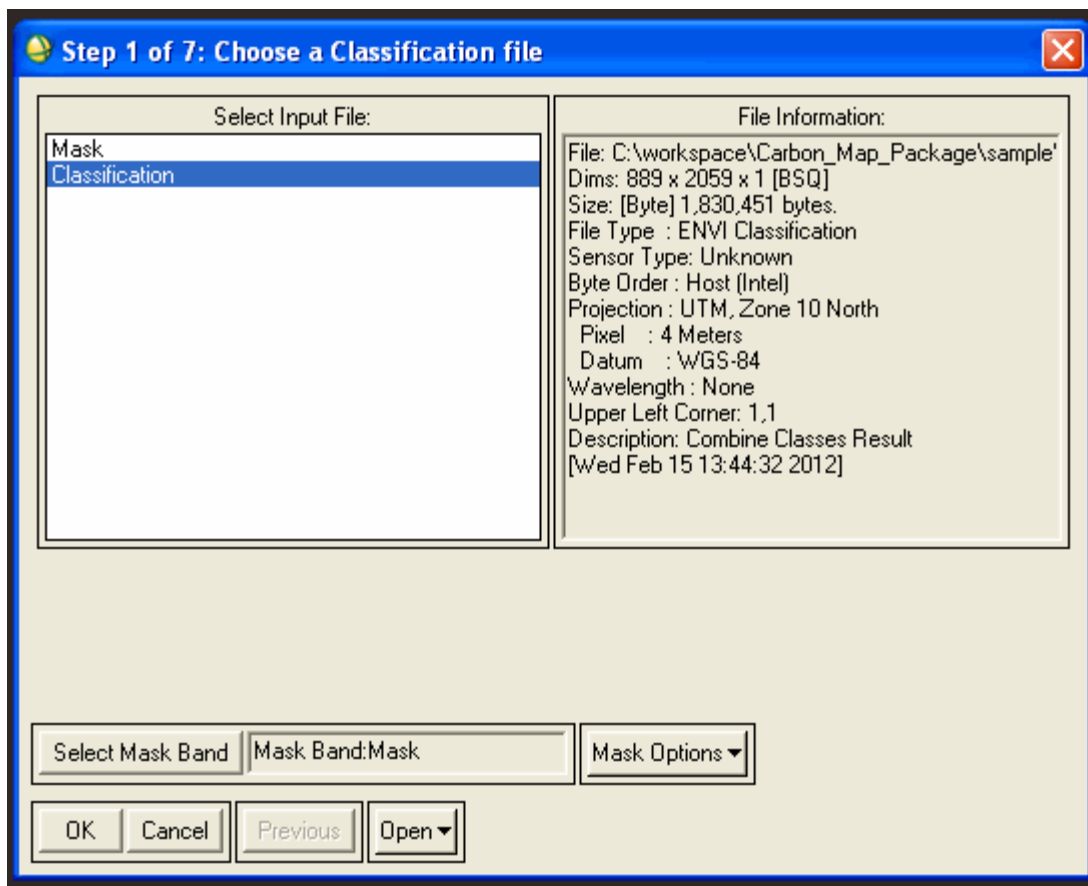 Step 1 of 7: Choose a Classification file
Select Input File:
Mask
Classification
File Information:
File: C:\workspace\Carbon_Map_Package\sample'
Dims: 889 x 2059 x 1 [BSQ]
Size: [Byte] 1,830,451 bytes.
File Type : ENVI Classification
Sensor Type: Unknown
Byte Order : Host (Intel)
Projection : UTM, Zone 10 North
Pixel : 4 Meters
Datum : WGS-84
Wavelength : None
Upper Left Corner: 1,1
Description: Combine Classes Result
[Wed Feb 15 13:44:32 2012]
Select Mask Band Mask Band:Mask Mask Options
OK Cancel Previous Open